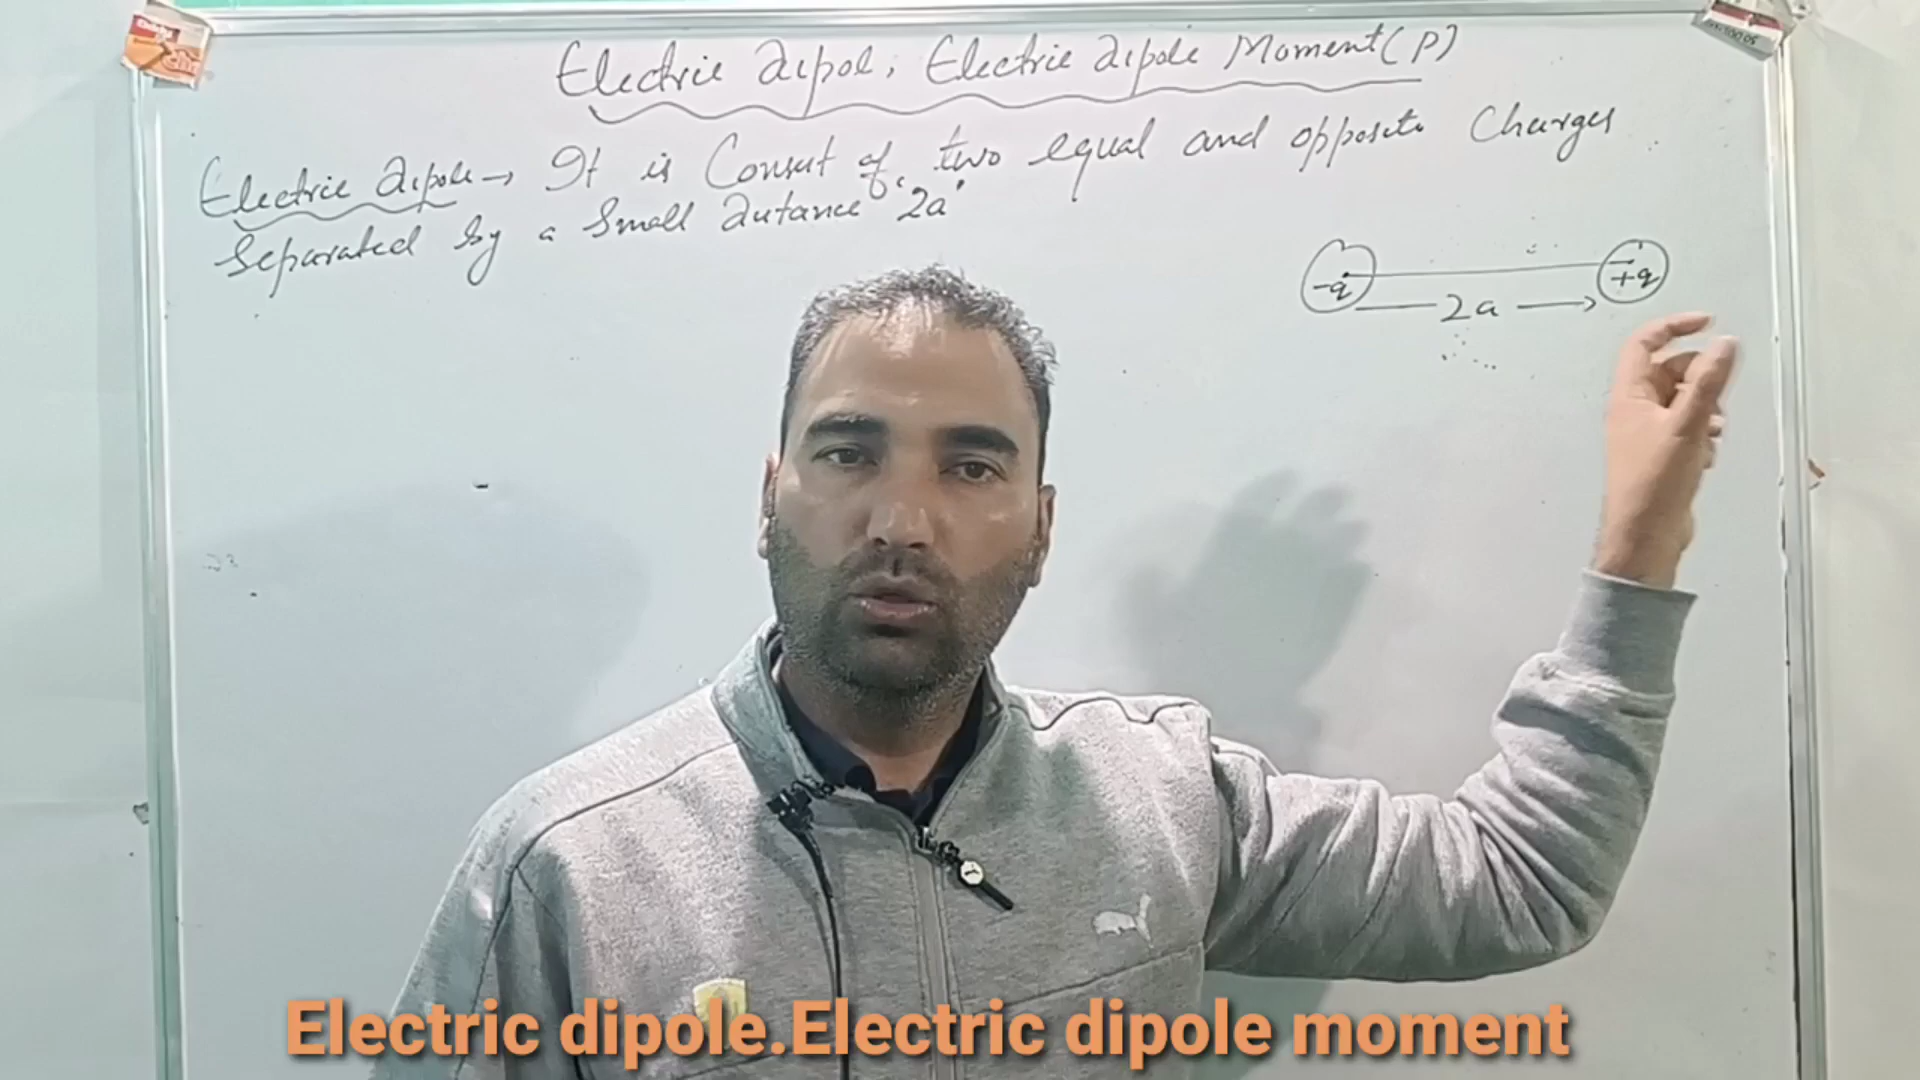 Electric dipol, Electric dipole Moment (P)
Electric dipole → It is Consist of two equal and opposite Charges
Separated by a Small distance '2a'
-q +q
2a
Electric dipole.Electric dipole moment